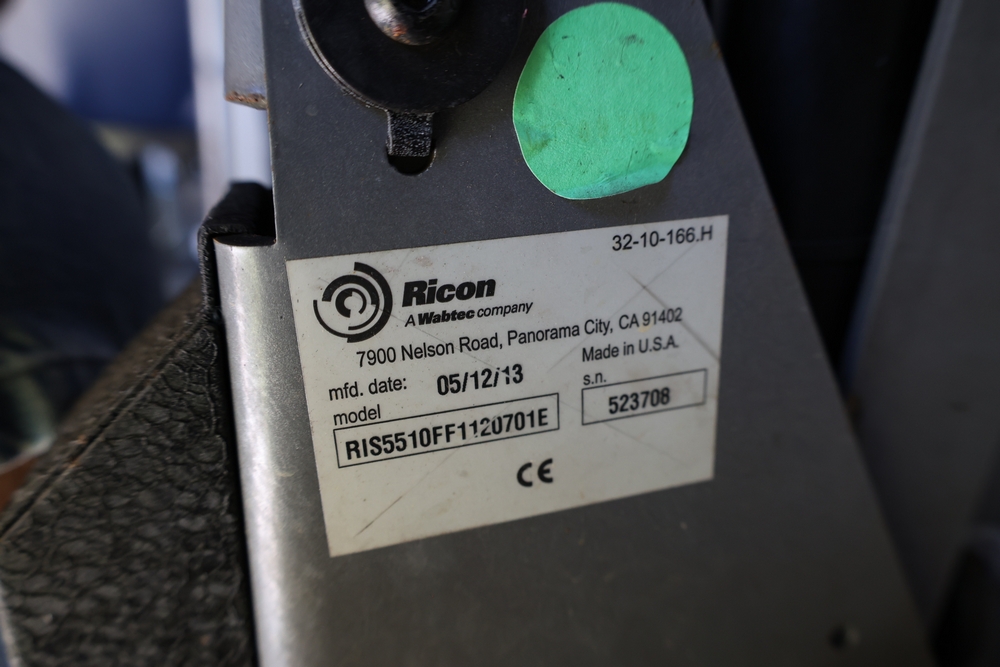 32-10-166.H
Ricon
A Wabtec company
7900 Nelson Road, Panorama City, CA 91402
Made in U.S.A.
mfd. date: 05/12/13
s.n.
523708
model
RIS5510FF1120701E
CE